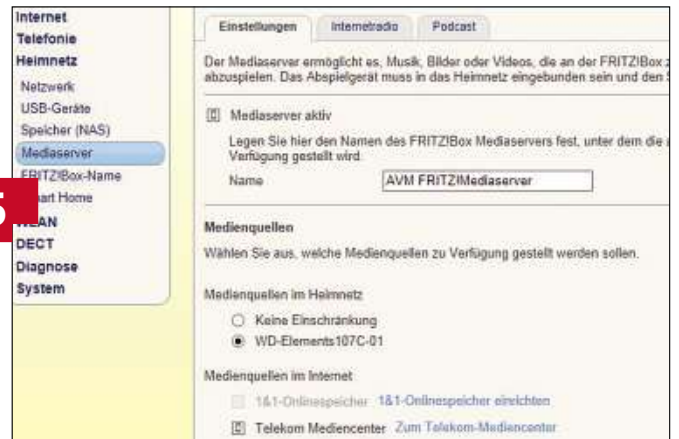 Internet
Telefonie
Heimnetz
Netzwerk
USB-Geräte
Speicher (NAS)
Mediaserver
FRITZ!Box-Name
art Home
WLAN
DECT
Diagnose
System
5
Einstellungen
Internetradio
Podcast
Der Mediaserver ermöglicht es, Musik, Bilder oder Videos, die an der FRITZ!Box
abzuspielen. Das Abspielgerät muss in das Heimnetz eingebunden sein und den
Mediaserver aktiv
Legen Sie hier den Namen des FRITZ!Box Mediaservers fest, unter dem die
Verfügung gestellt wird.
Name AVM FRITZ!Mediaserver
Medienquellen
Wählen Sie aus, welche Medienquellen zu Verfügung gestellt werden sollen.
Medienquellen im Heimnetz
Keine Einschränkung
WD-Elements107C-01
Medienquellen im Internet
1&1-Onlinespeicher 1&1-Onlinespeicher einrichten
Telekom Mediencenter Zum Telekom-Mediencenter